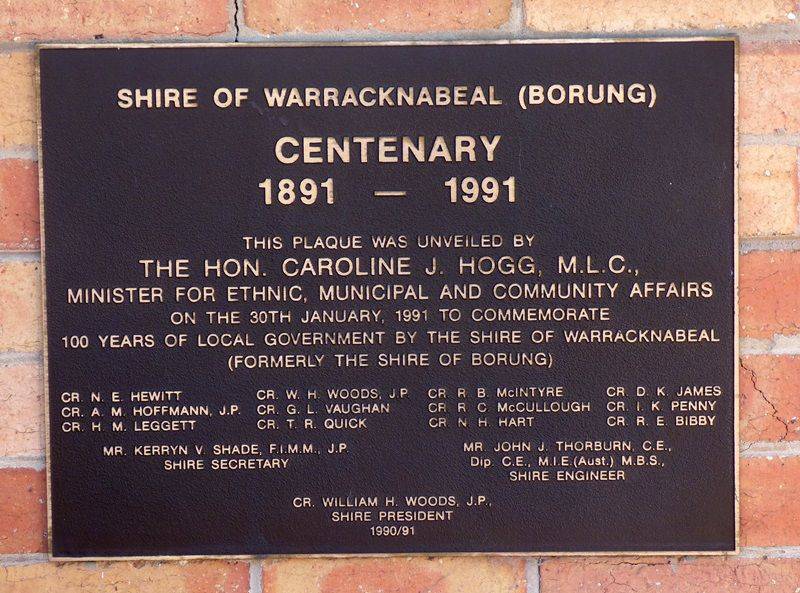 SHIRE OF WARRACKNABEAL (BORUNG)
CENTENARY
1891 — 1991
THIS PLAQUE WAS UNVEILED BY
THE HON. CAROLINE J. HOGG, M.L.C.,
MINISTER FOR ETHNIC, MUNICIPAL AND COMMUNITY AFFAIRS
ON THE 30TH JANUARY, 1991 TO COMMEMORATE
100 YEARS OF LOCAL GOVERNMENT BY THE SHIRE OF WARRACKNABEAL
(FORMERLY THE SHIRE OF BORUNG)
CR. N. E. HEWITT CR. W. H. WOODS, J.P. CR R. B. McINTYRE CR. D. K. JAMES
CR. A. M. HOFFMANN, J.P. CR. G. L. VAUGHAN CR R. C. McCULLOUGH CR. I. K. PENNY
CR. H. M. LEGGETT CR. T. R. QUICK CR N. H. HART CR. R. E. BIBBY
MR. KERRYN V. SHADE, F.I.M.M., J.P.
SHIRE SECRETARY
MR. JOHN J. THORBURN, C.E.,
Dip. C.E., M.I.E.(Aust.) M.B.S.,
SHIRE ENGINEER
CR. WILLIAM H. WOODS, J.P.,
SHIRE PRESIDENT
1990/91